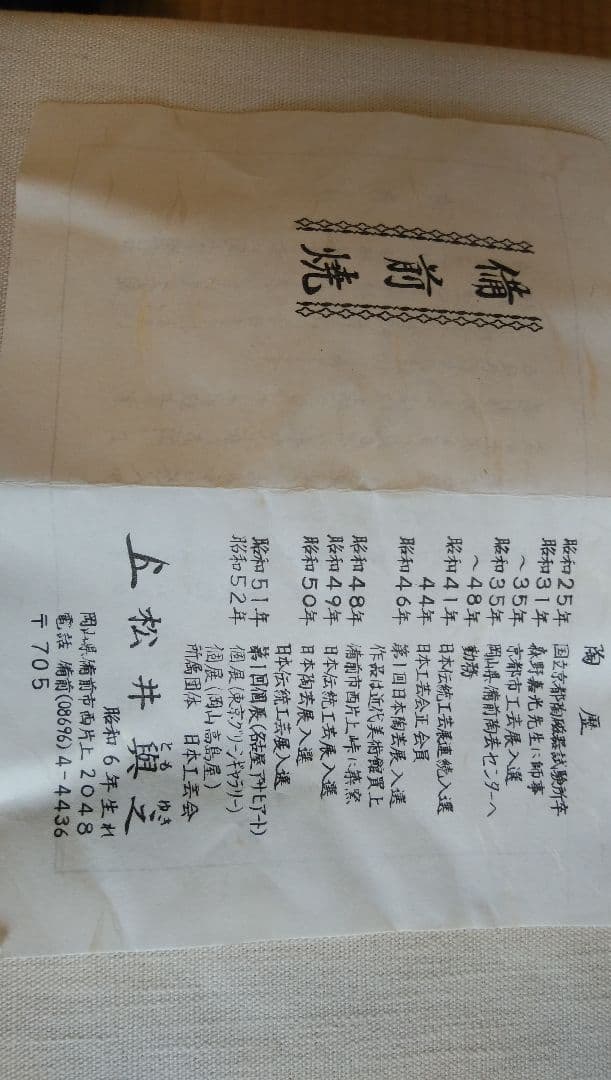 備前焼
陶歴
昭和25年 国立京都陶磁器試験所卒
昭和31年 森野嘉光先生に師事
～35年 京都市工芸展入選
昭和35年 岡山県備前陶芸センターへ
～48年 勤務
昭和41年 日本伝統工芸展連続入選
44年 日本工芸会正会員
昭和46年 第1回日本陶芸展入選
作品は近代美術館買上
昭和48年 備前市西片上峠に築窯
昭和49年 日本伝統工芸展入選
昭和50年 日本陶芸展入選
日本伝統工芸展入選
昭和51年 第1回個展(名古屋アサヒアート)
昭和52年 個展(東京グリーンギャラリー)
個展(岡山高島屋)
所属団体 日本工芸会
松井與之
ともゆき
昭和6年生れ
岡山県備前市西片上2048
電話 備前(08696)4-4436
〒705